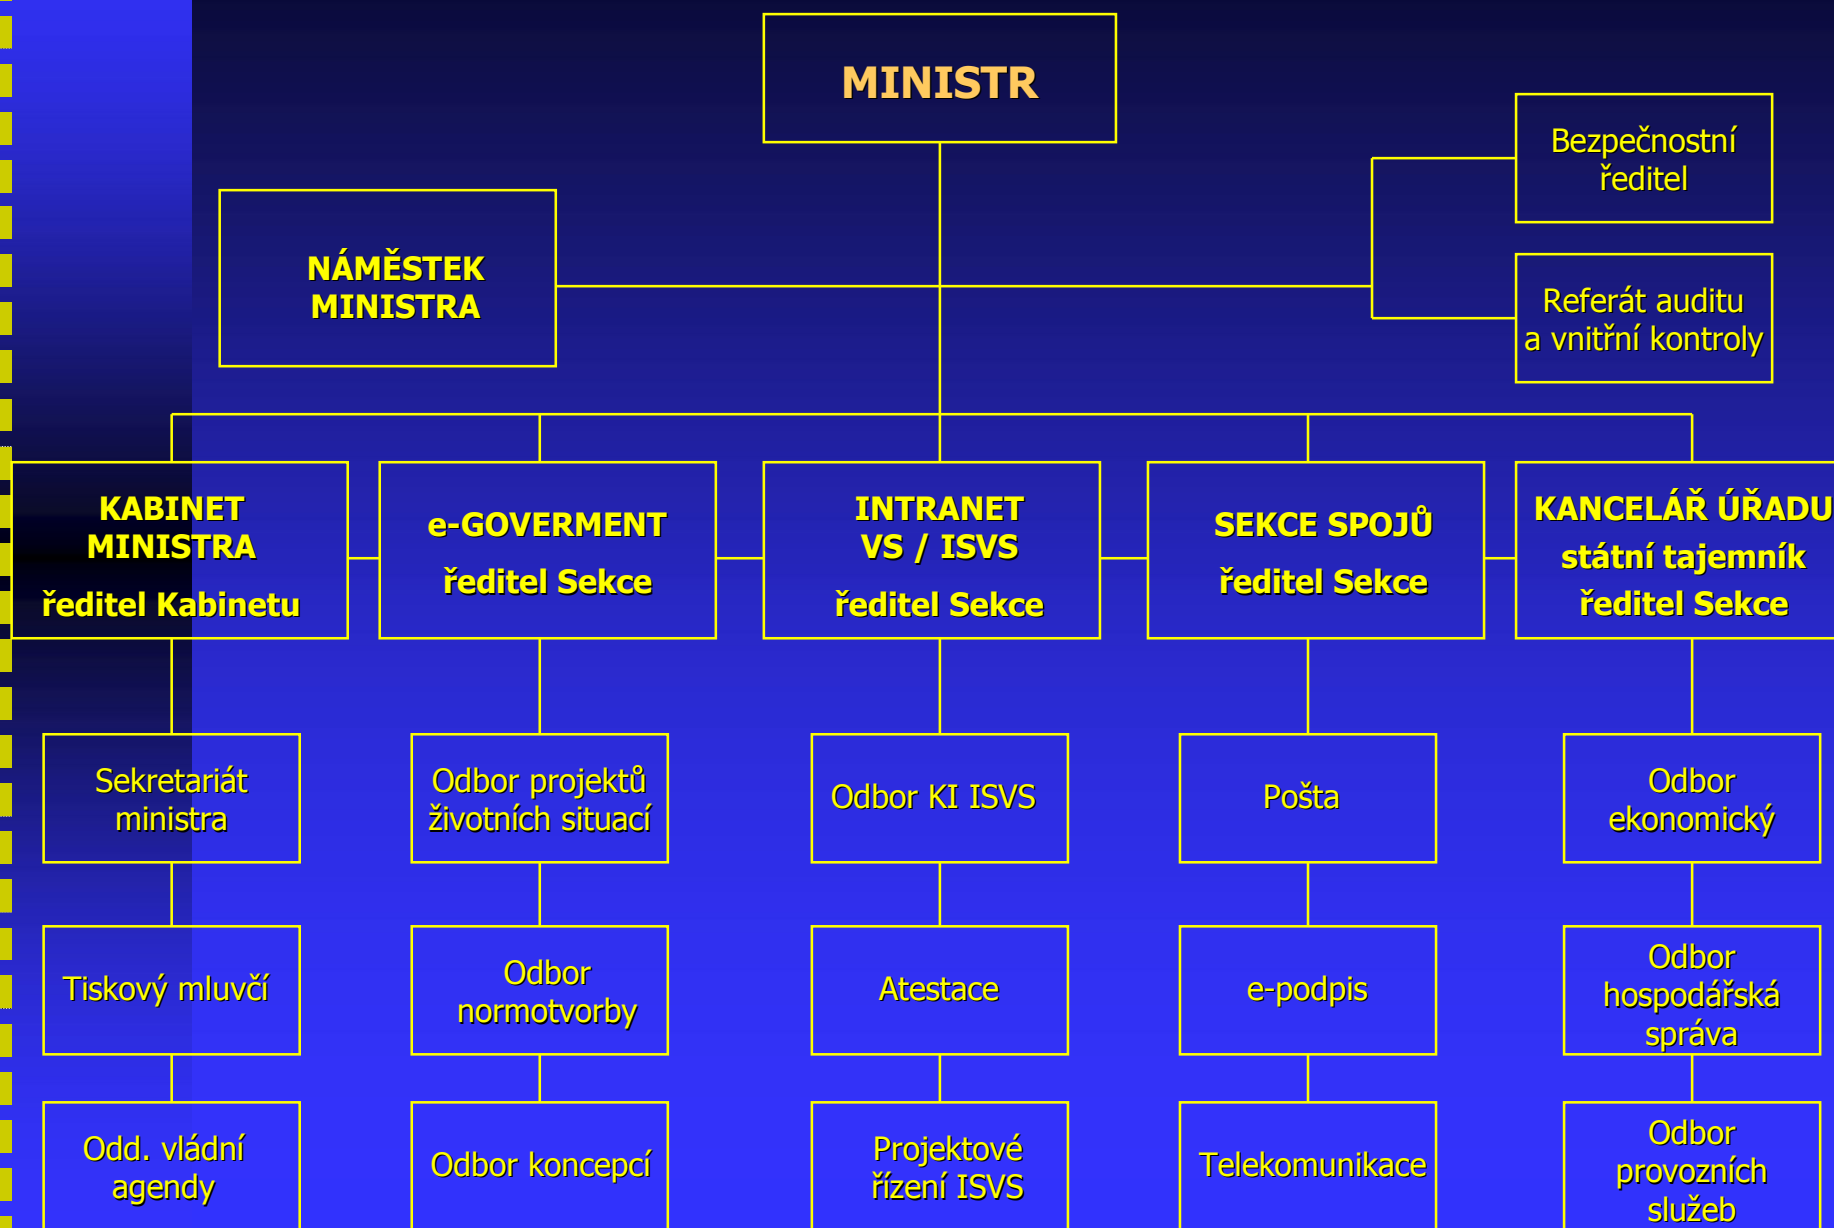 MINISTR
Bezpečnostní
ředitel
NÁMĚSTEK
MINISTRA
Referát auditu
a vnitřní kontroly
KABINET
MINISTRA
ředitel Kabinetu
e-GOVERMENT
ředitel Sekce
INTRANET
VS / ISVS
ředitel Sekce
SEKCE SPOJŮ
ředitel Sekce
KANCELÁŘ ÚŘADU
státní tajemník
ředitel Sekce
Sekretariát
ministra
Odbor projektů
životních situací
Odbor KI ISVS
Pošta
Odbor
ekonomický
Tiskový mluvčí
Odbor
normotvorby
Atestace
e-podpis
Odbor
hospodářská
správa
Odd. vládní
agendy
Odbor koncepcí
Projektové
řízení ISVS
Telekomunikace
Odbor
provozních
služeb